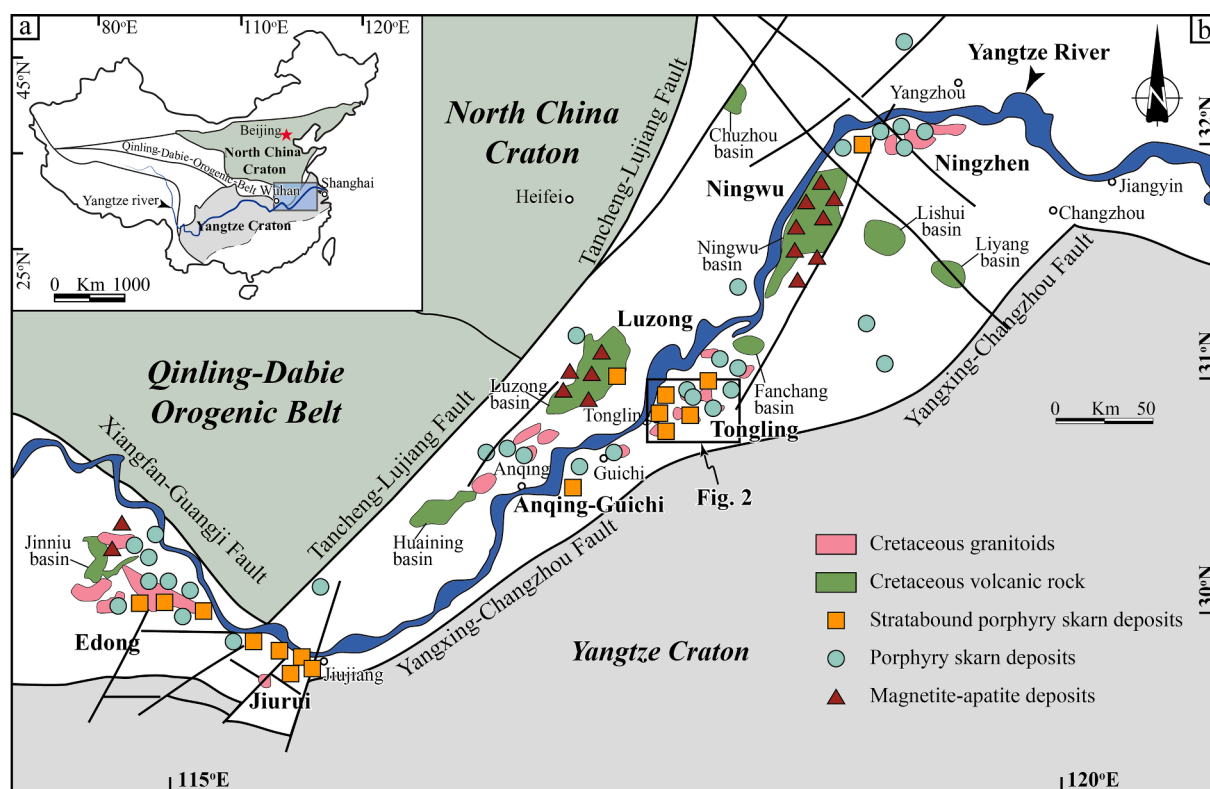 a
80°E
110°E
120°E
45°N
25°N
Beijing
North China
Craton
Qinling-Dabie-Orogenic-Belt
Wuhan
Shanghai
Yangtze river
Yangtze Craton
0 Km 1000
b
North China
Craton
Heifei
Tancheng-Lujiang Fault
Chuzhou
basin
Yangzhou
Yangtze River
N
32°N
Ningzhen
Jiangyin
Changzhou
Ningwu
Ningwu
basin
Lishui
basin
Liyang
basin
Yangxing-Changzhou Fault
31°N
Luzong
Luzong
basin
Tonglin
Fanchang
basin
Tongling
0 Km 50
Qinling-Dabie
Orogenic Belt
Xiangfan-Guangji Fault
Tancheng-Lujiang Fault
Anqing
Guichi
Anqing-Guichi
Fig. 2
Huaining
basin
Yangxing-Changzhou Fault
Jinniu
basin
Edong
Jiujiang
Jiurui
Yangtze Craton
30°N
Cretaceous granitoids
Cretaceous volcanic rock
Stratabound porphyry skarn deposits
Porphyry skarn deposits
Magnetite-apatite deposits
115°E
120°E